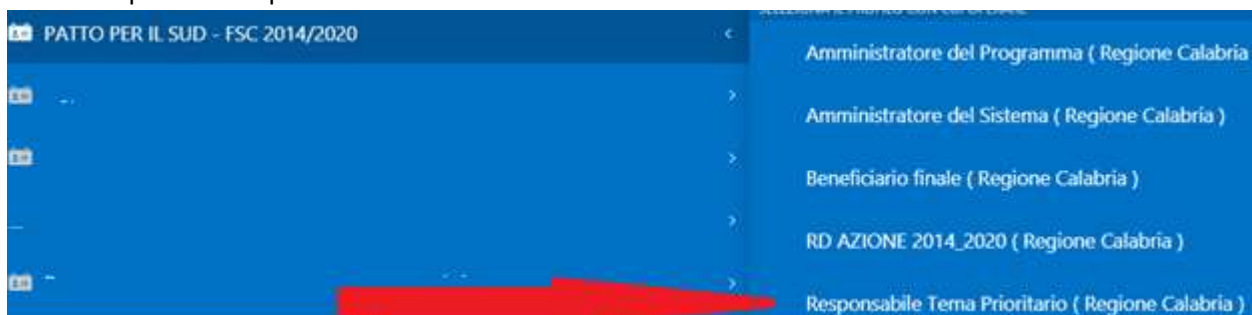 PATTO PER IL SUD - FSC 2014/2020
Amministratore del Programma ( Regione Calabria
Amministratore del Sistema ( Regione Calabria )
Beneficiario finale ( Regione Calabria )
RD AZIONE 2014_2020 ( Regione Calabria )
Responsabile Tema Prioritario ( Regione Calabria )